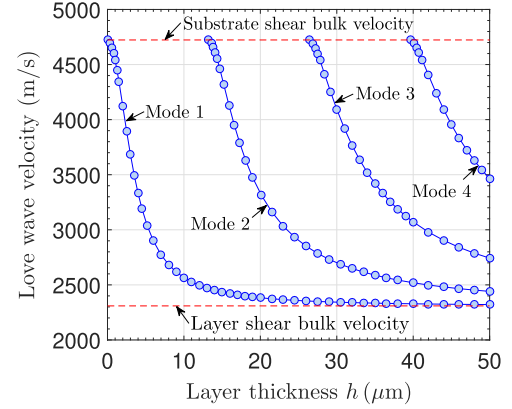 Substrate shear bulk velocity
5000
4500
4000
3500
3000
2500
2000
Love wave velocity (m/s)
Mode 1
Mode 2
Mode 3
Mode 4
Layer shear bulk velocity
0 10 20 30 40 50
Layer thickness h (μm)